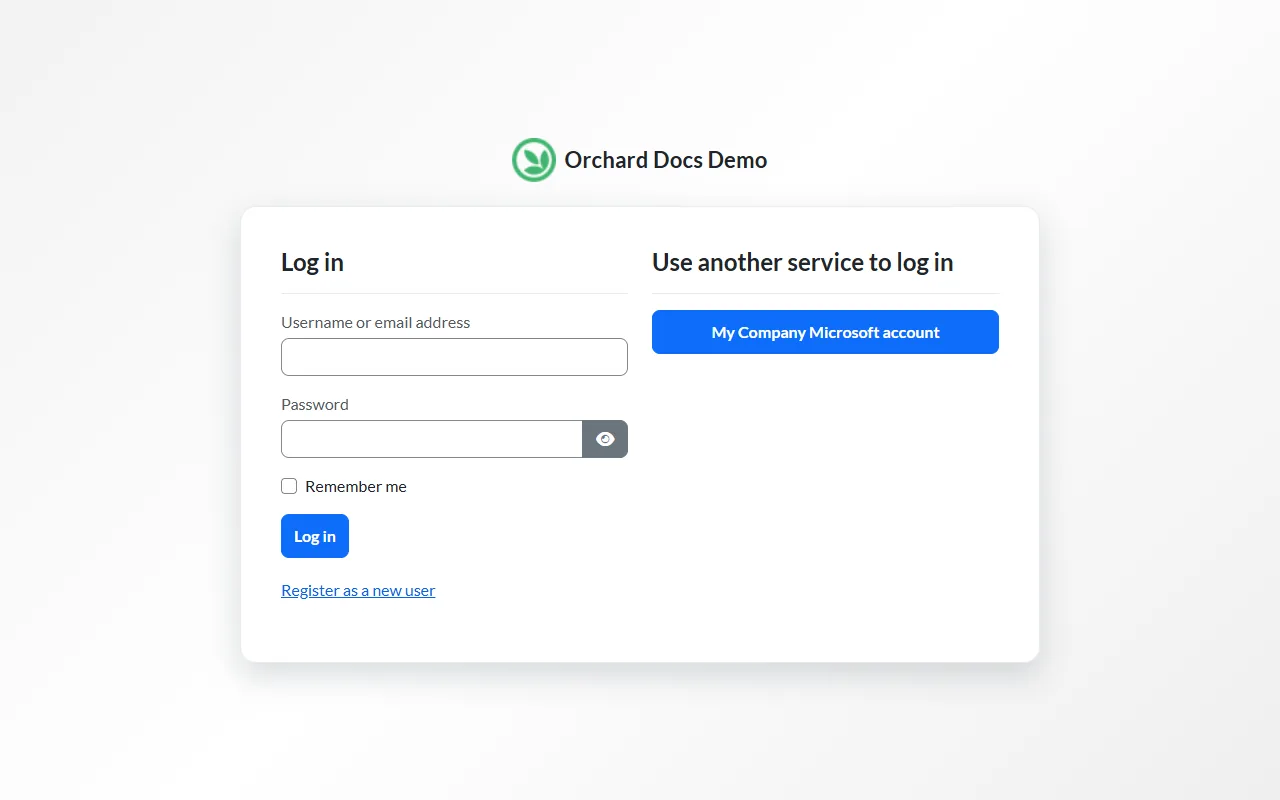 Orchard Docs Demo
Log in
Username or email address
Password
Remember me
Log in
Register as a new user
Use another service to log in
My Company Microsoft account